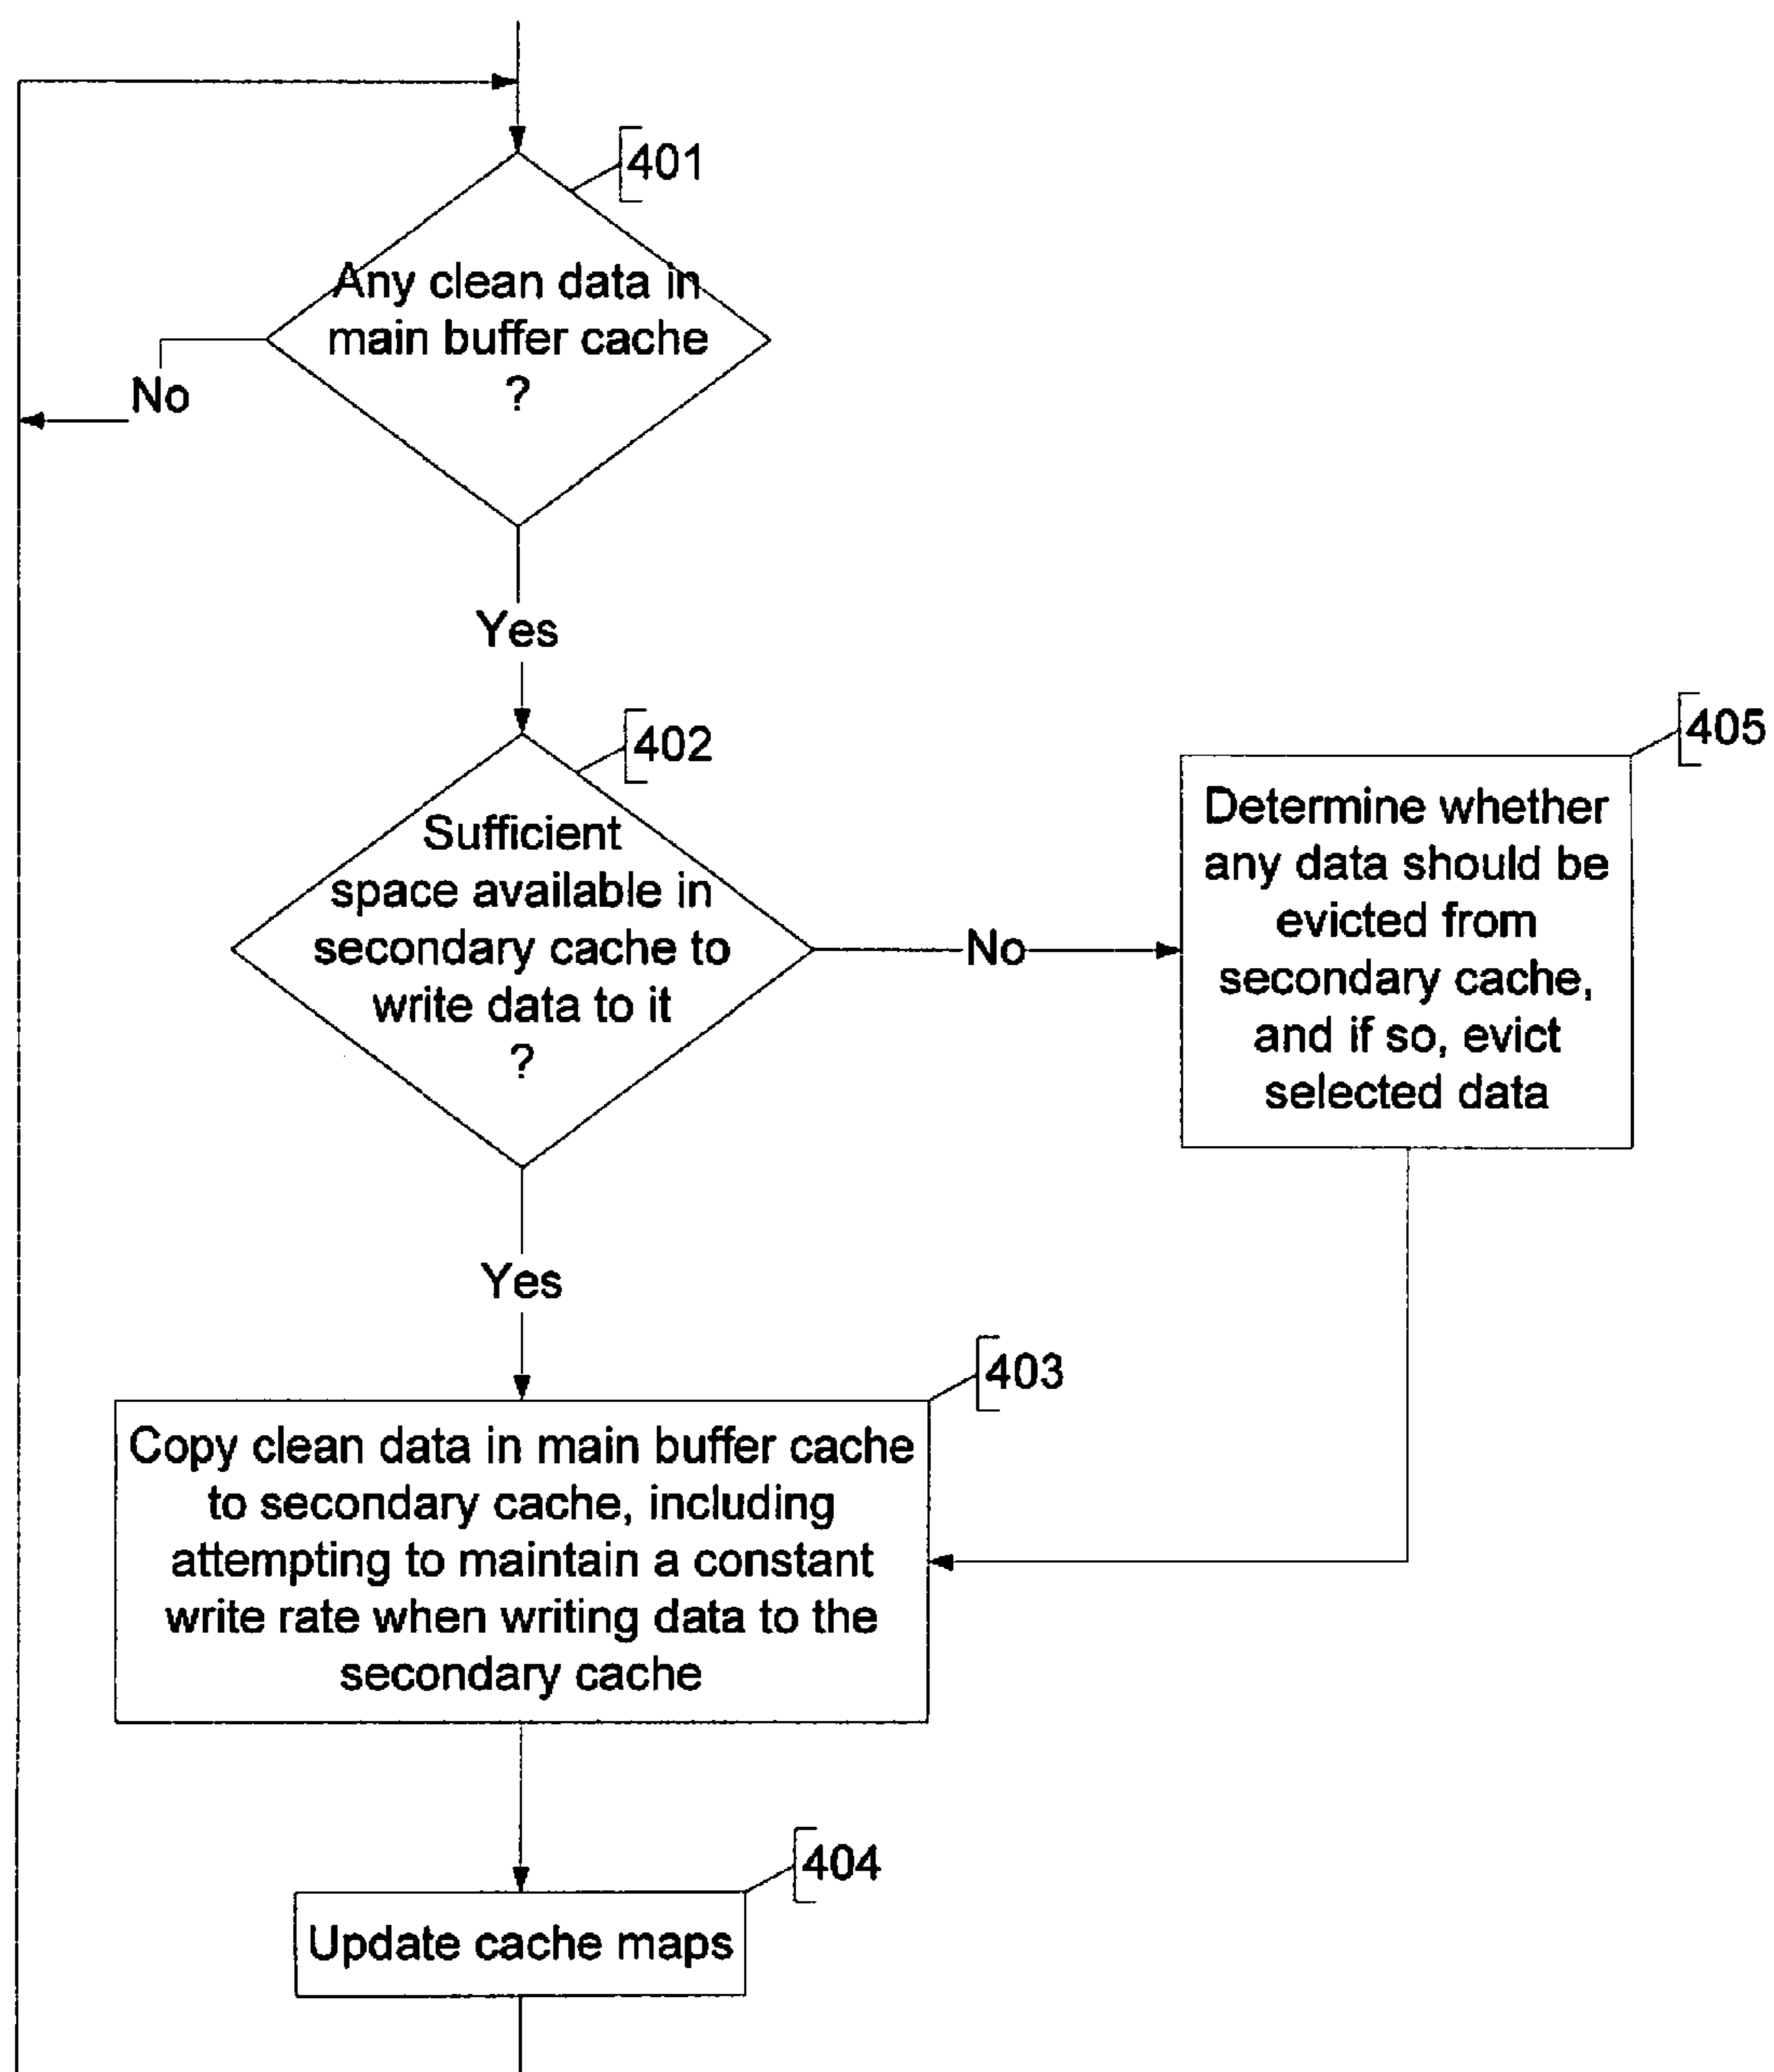 401
Any clean data in
main buffer cache
?
No
Yes
402
Sufficient
space available in
secondary cache to
write data to it
?
No
405
Determine whether
any data should be
evicted from
secondary cache,
and if so, evict
selected data
Yes
403
Copy clean data in main buffer cache
to secondary cache, including
attempting to maintain a constant
write rate when writing data to the
secondary cache
404
Update cache maps